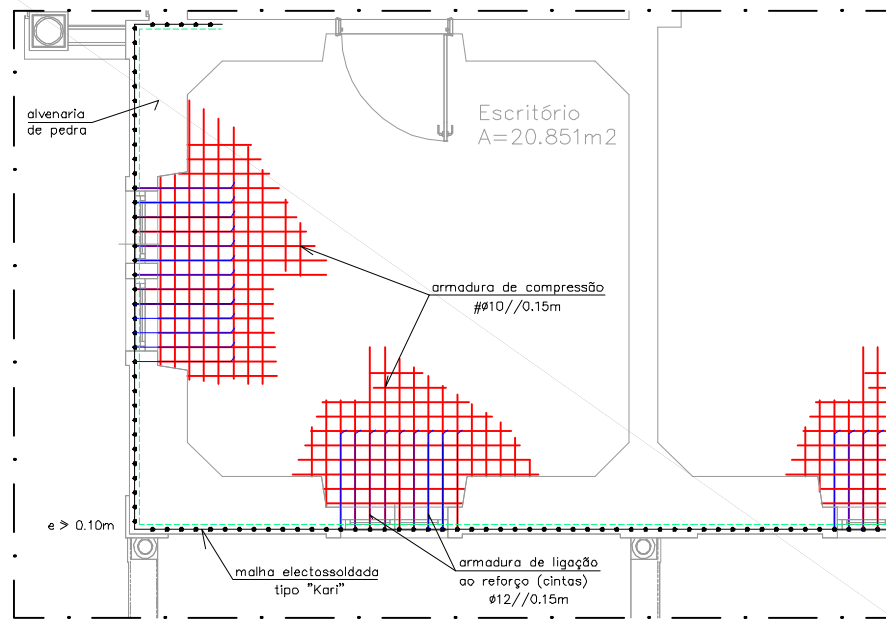 Escritório
A=20.851m2
alvenaria
de pedra
armadura de compressão
#ø10//0.15m
e ≥ 0.10m
malha electossoldada
tipo "Kari"
armadura de ligação
ao reforço (cintas)
ø12//0.15m